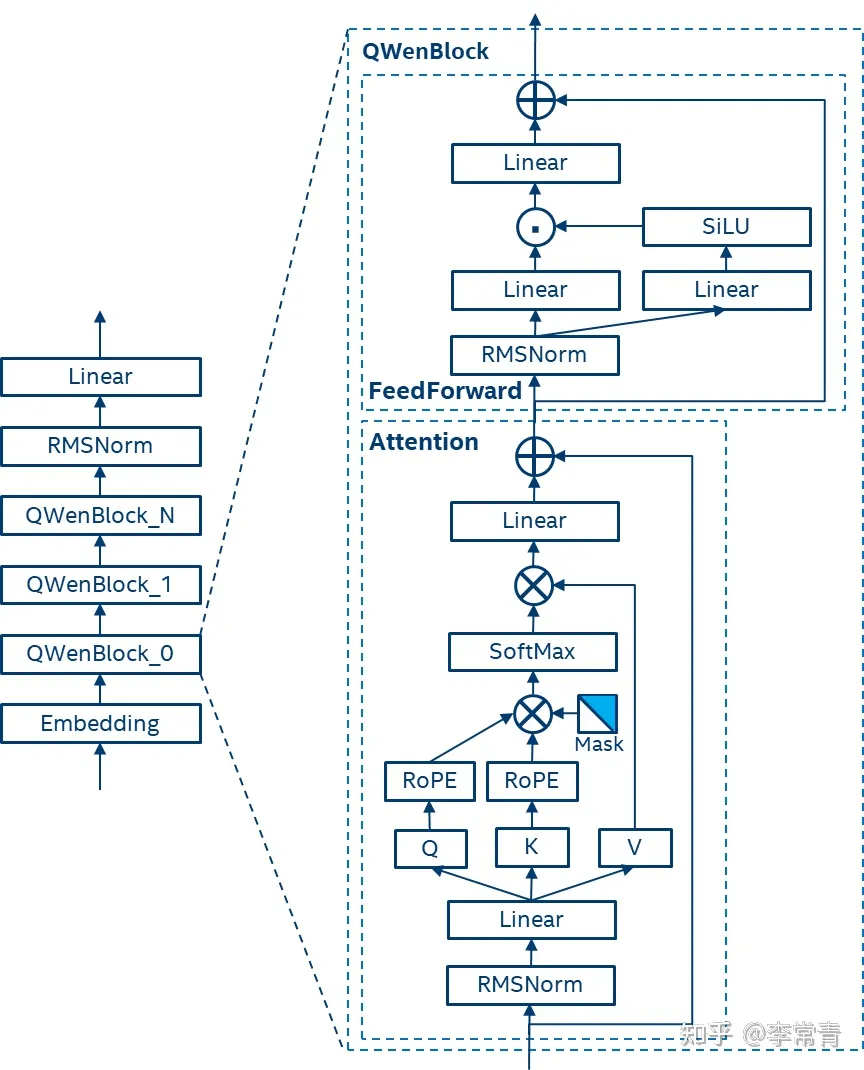 QWenBlock
Linear
SiLU
Linear
Linear
RMSNorm
FeedForward
Attention
Linear
SoftMax
Mask
RoPE
RoPE
Q
K
V
Linear
RMSNorm
Linear
RMSNorm
QWenBlock_N
QWenBlock_1
QWenBlock_0
Embedding
知乎 @李常青